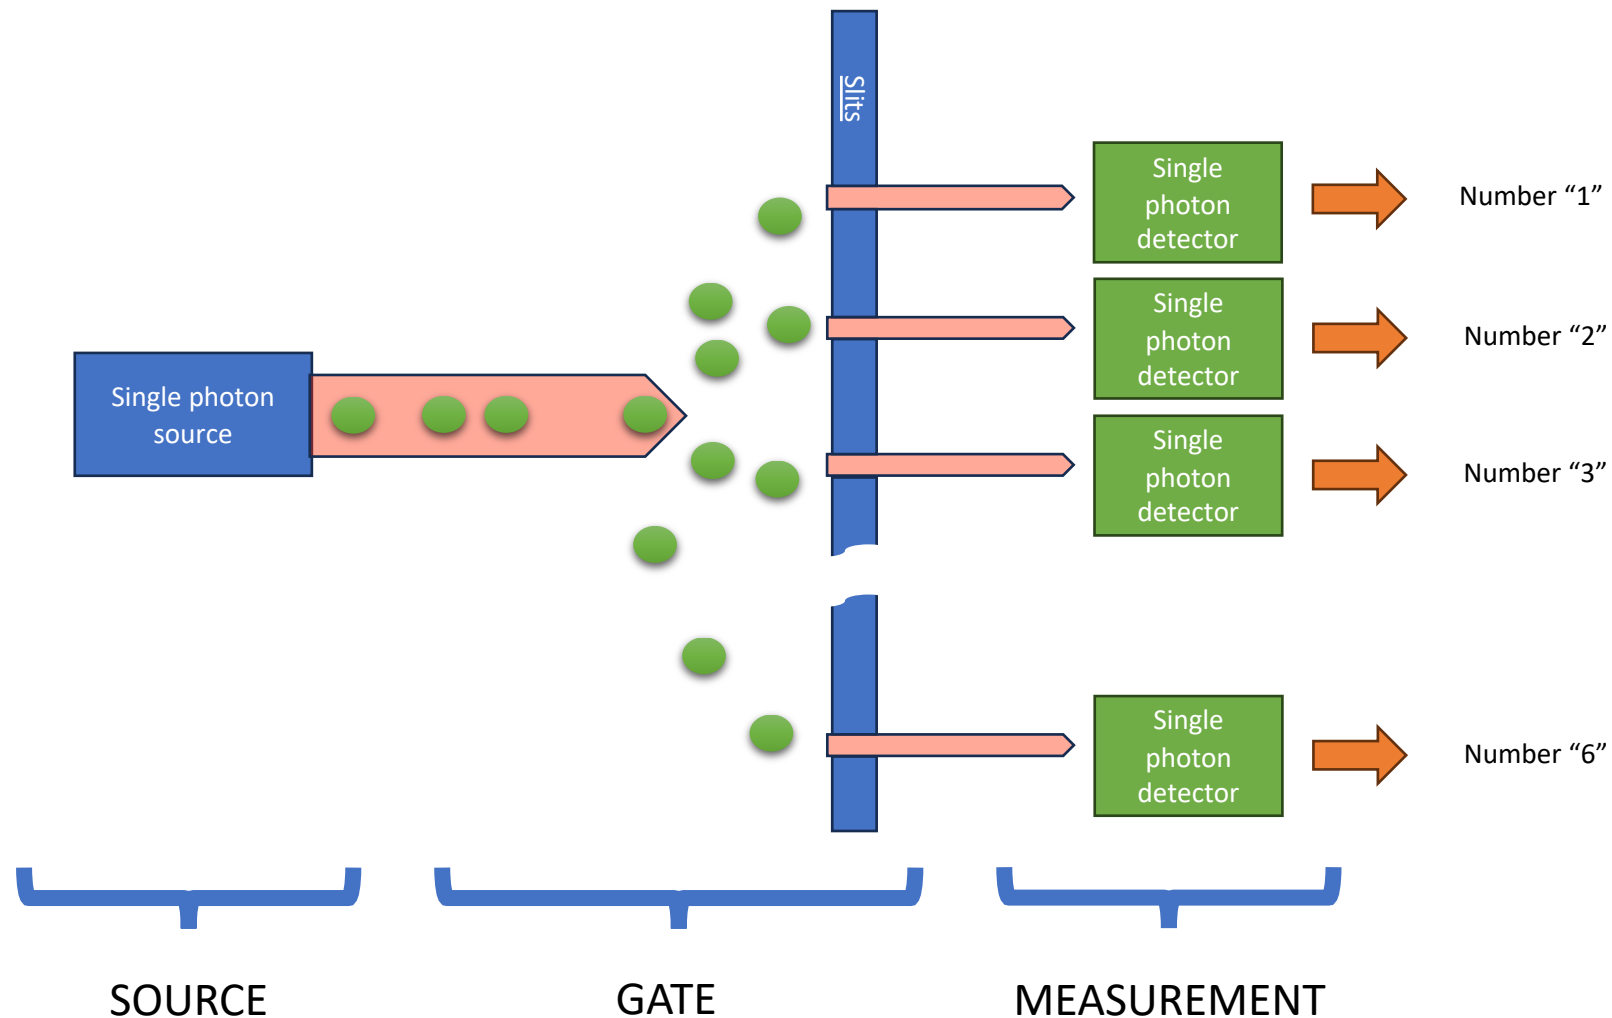 Slits
Single photon
source
Single
photon
detector
Number “1”
Single
photon
detector
Number “2”
Single
photon
detector
Number “3”
Single
photon
detector
Number “6”
SOURCE
GATE
MEASUREMENT